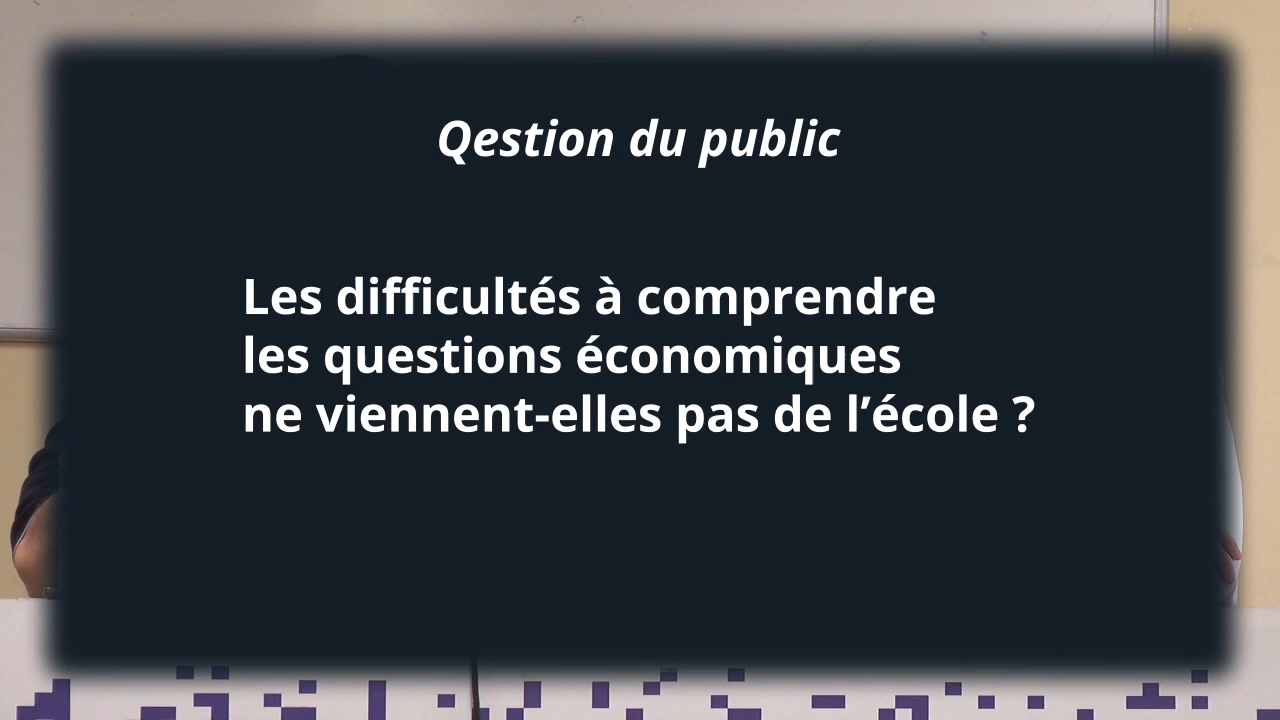 Qestion du public
Les difficultés à comprendre
les questions économiques
ne viennent-elles pas de l’école ?